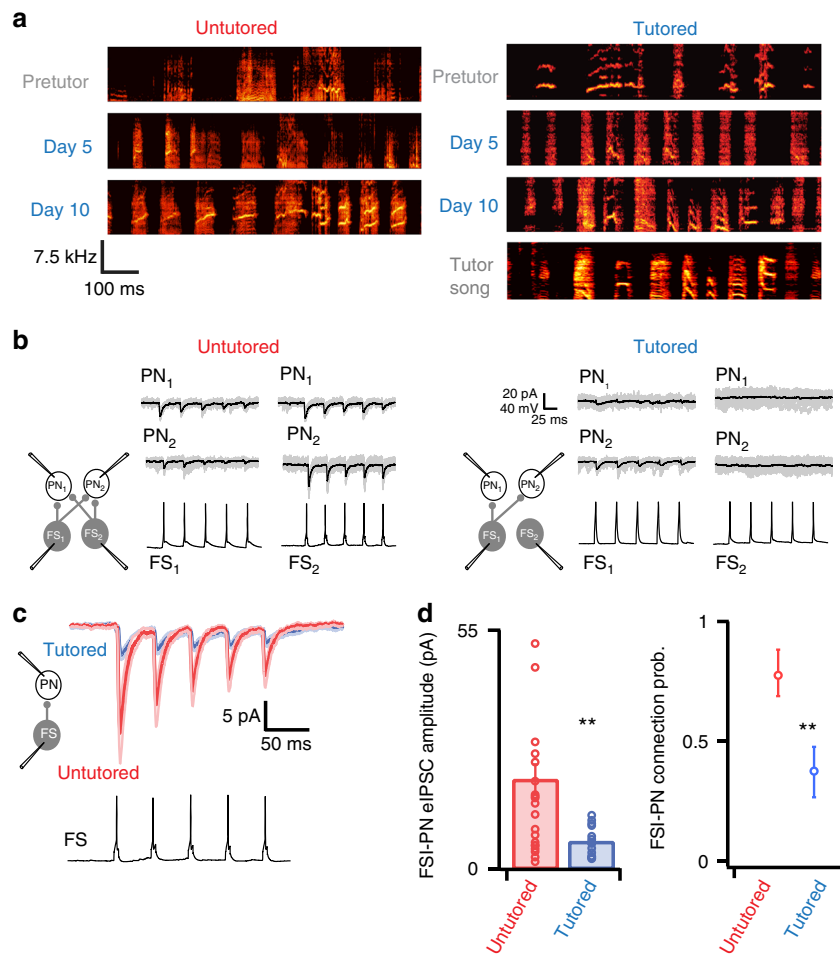 a
Untutored
Tutored
Pretutor
Day 5
Day 10
7.5 kHz
100 ms
Pretutor
Day 5
Day 10
Tutor
song
b
Untutored
Tutored
PN1
PN1
PN2
PN2
PN1
PN2
FS1
FS2
FS1
FS2
20 pA
40 mV
25 ms
PN1
PN1
PN2
PN2
PN1
PN2
FS1
FS2
FS1
FS2
c
Tutored
PN
FS
5 pA
50 ms
Untutored
FS
d
FSI-PN eIPSC amplitude (pA)
55
0
**
Untutored
Tutored
FSI-PN connection prob.
1
0.5
0
**
Untutored
Tutored